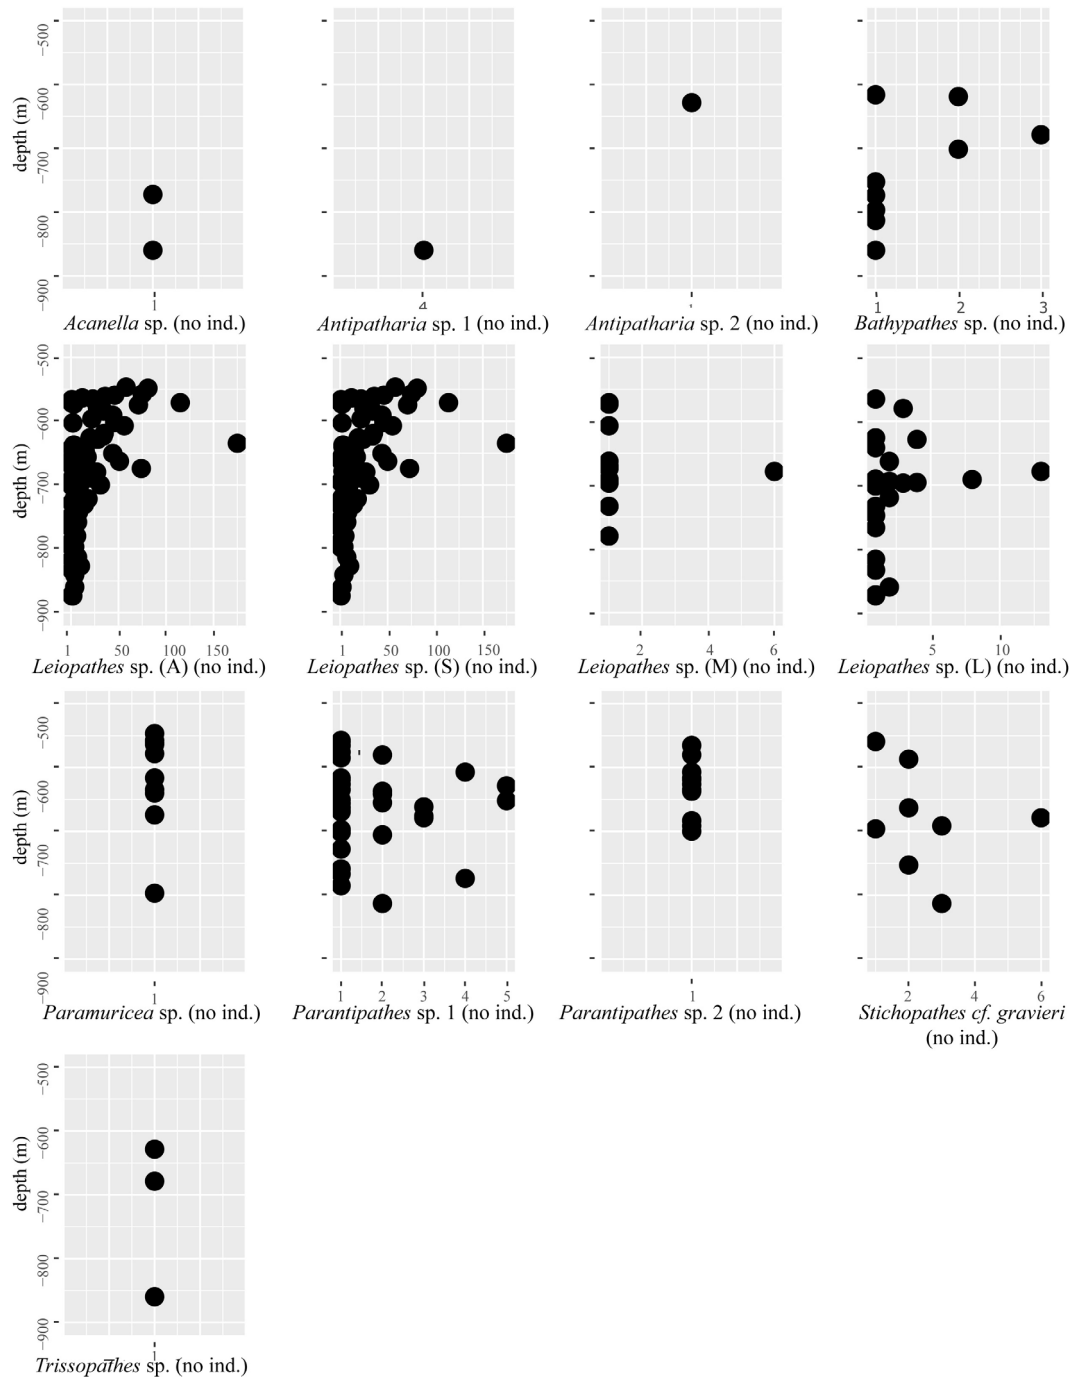 −500
−600
−700
−800
−900
depth (m)
1
4
1 2 3
Acanella sp. (no ind.)
Antipatharia sp. 1 (no ind.)
Antipatharia sp. 2 (no ind.)
Bathypathes sp. (no ind.)
−500
−600
−700
−800
−900
depth (m)
1 50 100 150
1 50 100 150
2 4 6
5 10
Leiopathes sp. (A) (no ind.)
Leiopathes sp. (S) (no ind.)
Leiopathes sp. (M) (no ind.)
Leiopathes sp. (L) (no ind.)
−500
−600
−700
−800
−900
depth (m)
1
1 2 3 4 5
1
2 4 6
Paramuricea sp. (no ind.)
Parantipathes sp. 1 (no ind.)
Parantipathes sp. 2 (no ind.)
Stichopathes cf. gravieri
(no ind.)
−500
−600
−700
−800
−900
depth (m)
1
Trissopathes sp. (no ind.)